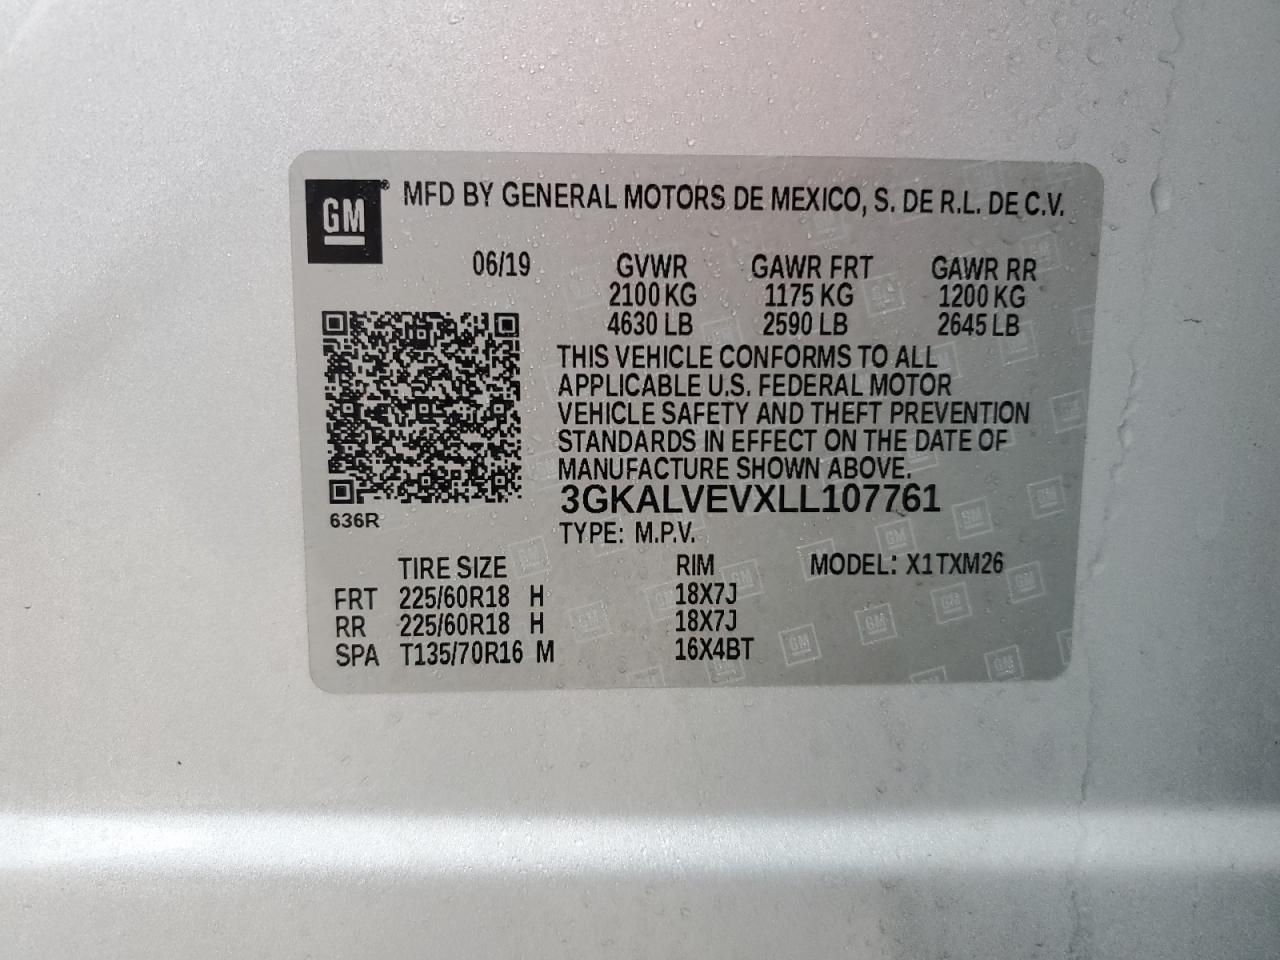 GM® MFD BY GENERAL MOTORS DE MEXICO, S. DE R.L. DE C.V.
06/19 GVWR GAWR FRT GAWR RR
2100 KG 1175 KG 1200 KG
4630 LB 2590 LB 2645 LB
THIS VEHICLE CONFORMS TO ALL
APPLICABLE U.S. FEDERAL MOTOR
VEHICLE SAFETY AND THEFT PREVENTION
STANDARDS IN EFFECT ON THE DATE OF
MANUFACTURE SHOWN ABOVE.
3GKALVEVXLL107761
636R
TYPE: M.P.V.
TIRE SIZE RIM MODEL: X1TXM26
FRT 225/60R18 H 18X7J
RR 225/60R18 H 18X7J
SPA T135/70R16 M 16X4BT